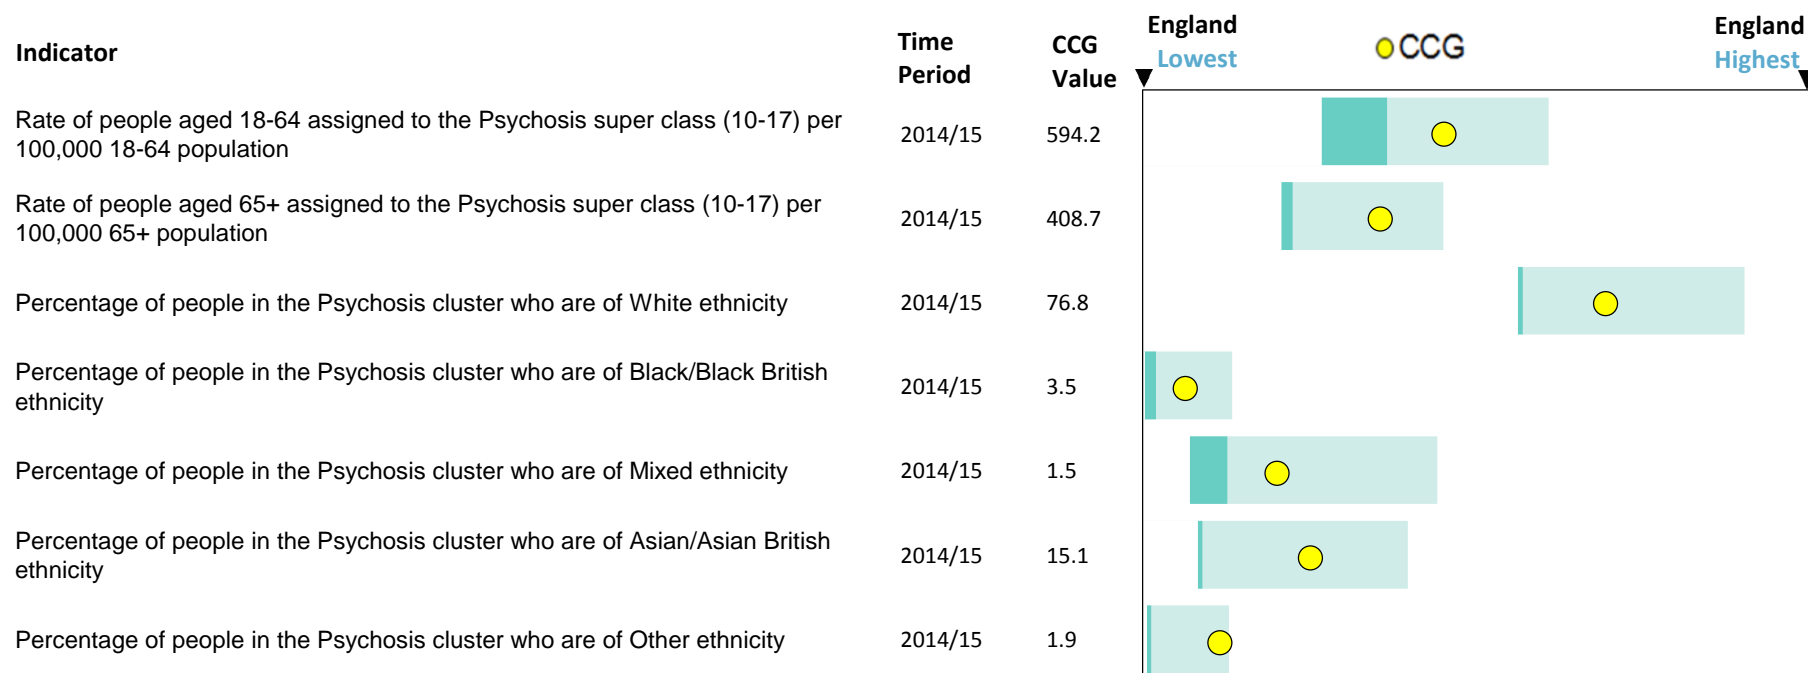 Indicator
Time
Period
CCG
Value
England
Lowest
CCG
England
Highest
Rate of people aged 18-64 assigned to the Psychosis super class (10-17) per
100,000 18-64 population
2014/15
594.2
Rate of people aged 65+ assigned to the Psychosis super class (10-17) per
100,000 65+ population
2014/15
408.7
Percentage of people in the Psychosis cluster who are of White ethnicity
2014/15
76.8
Percentage of people in the Psychosis cluster who are of Black/Black British
ethnicity
2014/15
3.5
Percentage of people in the Psychosis cluster who are of Mixed ethnicity
2014/15
1.5
Percentage of people in the Psychosis cluster who are of Asian/Asian British
ethnicity
2014/15
15.1
Percentage of people in the Psychosis cluster who are of Other ethnicity
2014/15
1.9